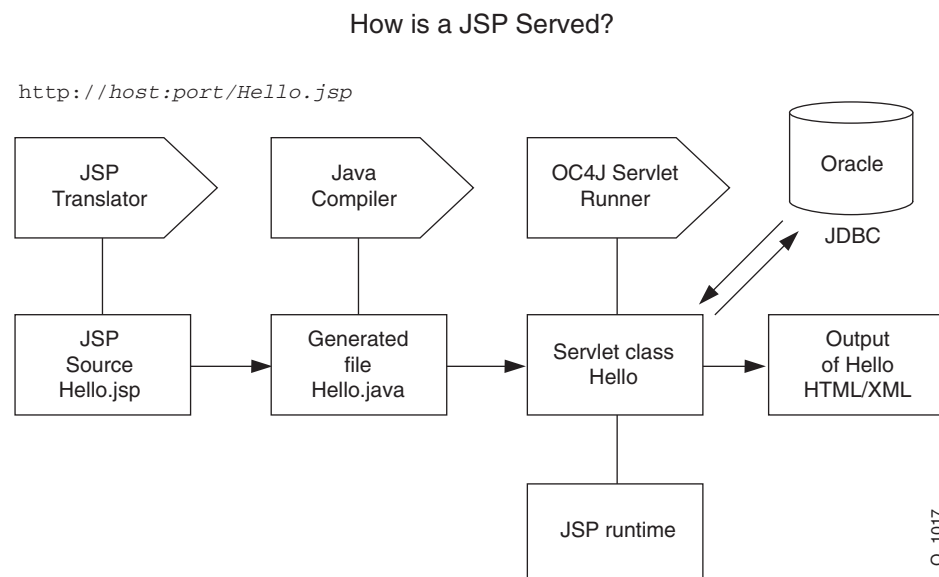 How is a JSP Served?
http://host:port/Hello.jsp
JSP
Translator
Java
Compiler
OC4J Servlet
Runner
Oracle
JDBC
JSP
Source
Hello.jsp
Generated
file
Hello.java
Servlet class
Hello
Output
of Hello
HTML/XML
JSP runtime
O_1017